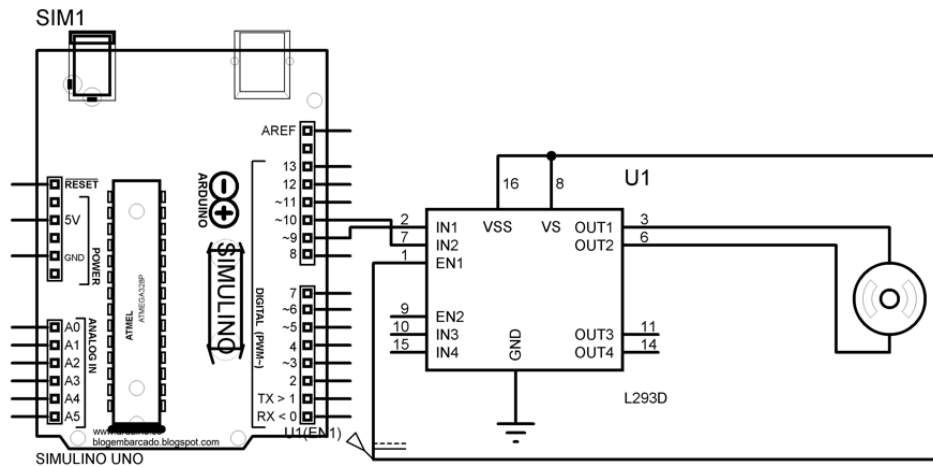 SIM1
AREF
13
12
~11
~10
~9
8
7
~6
~5
4
~3
2
TX > 1
RX < 0
RESET
5V
GND
POWER
A0
A1
A2
A3
A4
A5
ANALOG IN
ATMEL
ATMEGA328P
ARDUINO
SIMULINO
DIGITAL (PWM~)
blogembarcado.blogspot.com
SIMULINO UNO
U1(EN1)
U1
16
8
VSS
VS
2
IN1
7
IN2
1
EN1
9
EN2
10
IN3
15
IN4
GND
OUT1
3
OUT2
6
OUT3
11
OUT4
14
L293D